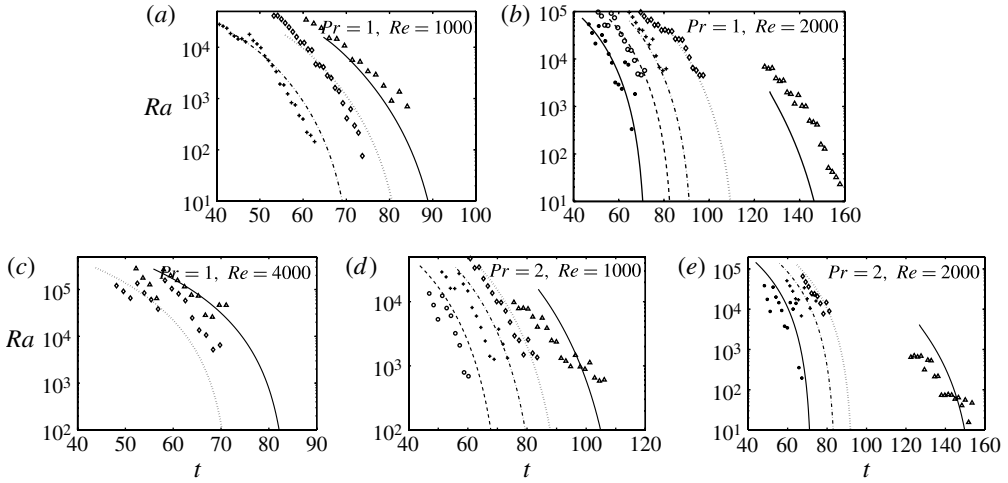 (a) Pr = 1, Re = 1000
10^4
10^3
10^2
10^1
Ra
40 50 60 70 80 90 100
(b) Pr = 1, Re = 2000
10^5
10^4
10^3
10^2
10^1
40 60 80 100 120 140 160
(c) Pr = 1, Re = 4000
10^5
10^4
10^3
10^2
Ra
40 50 60 70 80 90
t
(d) Pr = 2, Re = 1000
10^4
10^3
10^2
40 60 80 100 120
t
(e) Pr = 2, Re = 2000
10^5
10^4
10^3
10^2
10^1
40 60 80 100 120 140 160
t